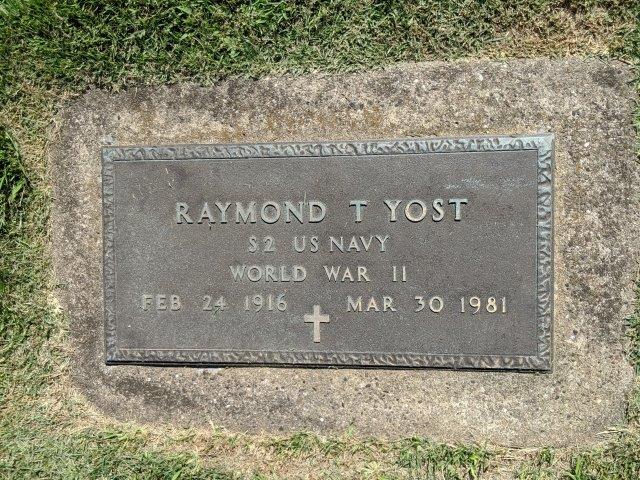 RAYMOND T YOST
S2 US NAVY
WORLD WAR II
FEB 24 1916 MAR 30 1981